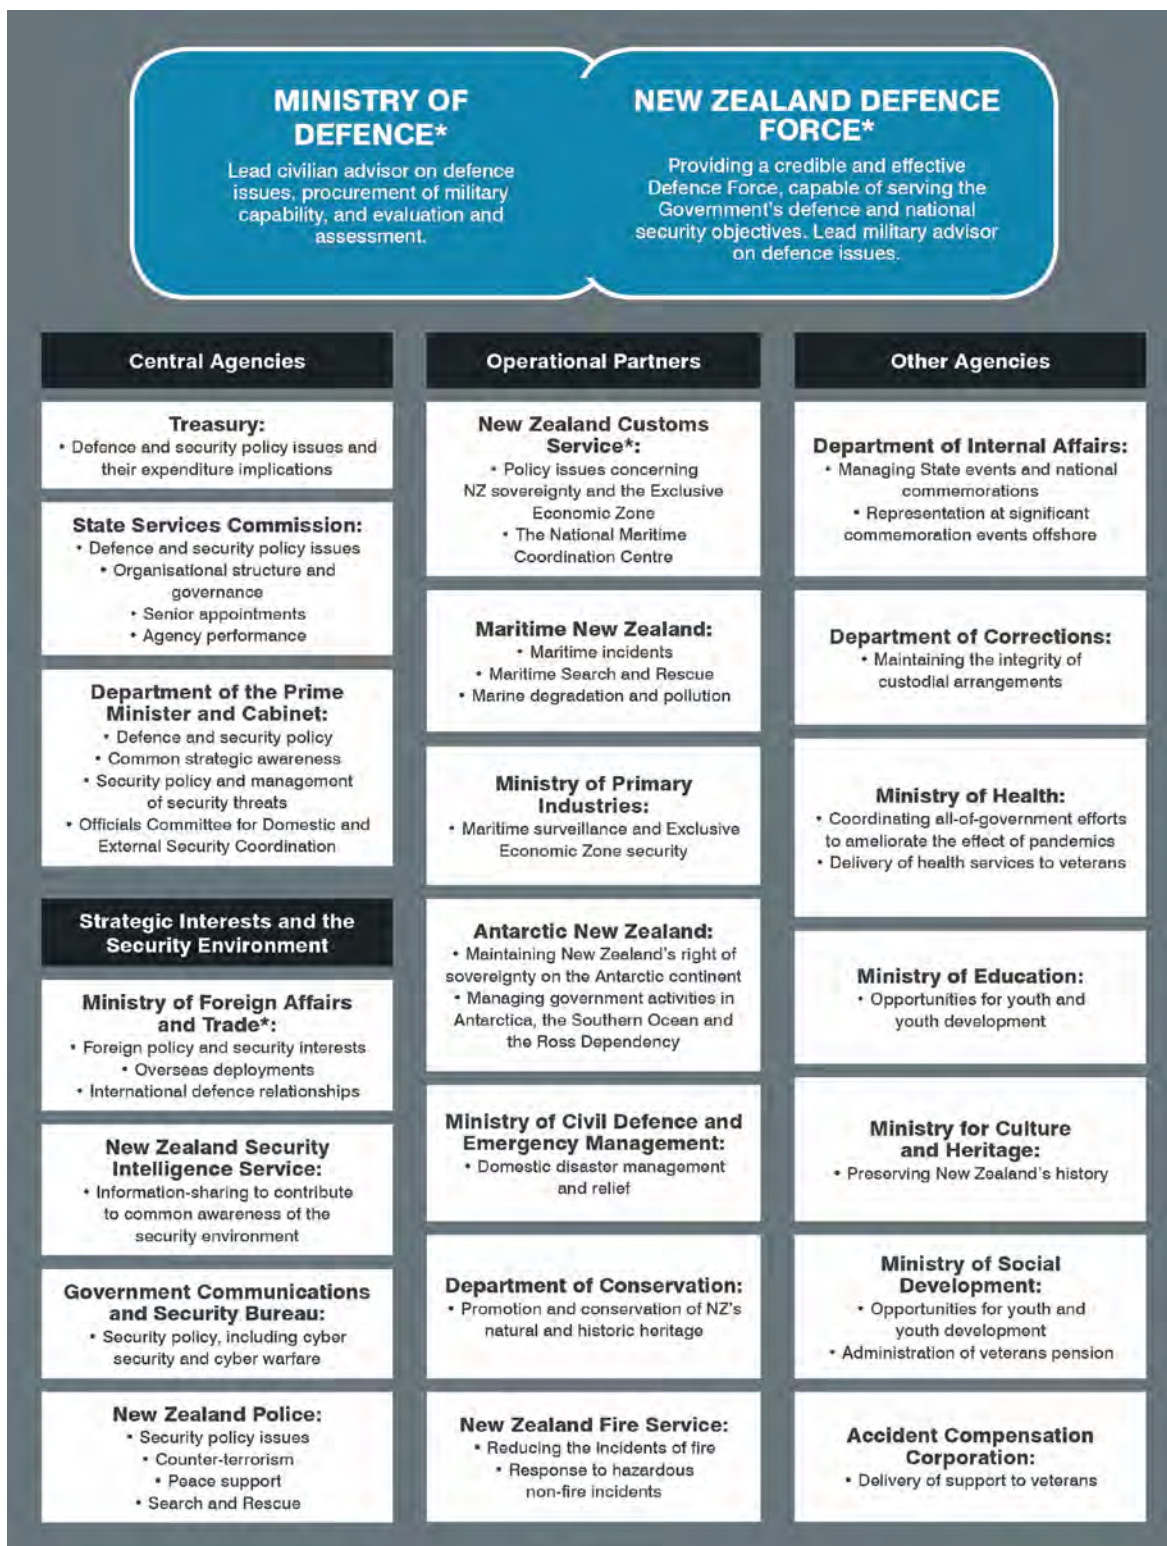 MINISTRY OF
DEFENCE*
Lead civilian advisor on defence
issues, procurement of military
capability, and evaluation and
assessment.
NEW ZEALAND DEFENCE
FORCE*
Providing a credible and effective
Defence Force, capable of serving the
Government's defence and national
security objectives. Lead military advisor
on defence issues.
Central Agencies
Treasury:
• Defence and security policy issues and
their expenditure implications
State Services Commission:
• Defence and security policy issues
• Organisational structure and
governance
• Senior appointments
• Agency performance
Department of the Prime
Minister and Cabinet:
• Defence and security policy
• Common strategic awareness
• Security policy and management
of security threats
• Officials Committee for Domestic and
External Security Coordination
Strategic Interests and the
Security Environment
Ministry of Foreign Affairs
and Trade*:
• Foreign policy and security interests
• Overseas deployments
• International defence relationships
New Zealand Security
Intelligence Service:
• Information-sharing to contribute
to common awareness of the
security environment
Government Communications
and Security Bureau:
• Security policy, including cyber
security and cyber warfare
New Zealand Police:
• Security policy issues
• Counter-terrorism
• Peace support
• Search and Rescue
Operational Partners
New Zealand Customs
Service*:
• Policy issues concerning
NZ sovereignty and the Exclusive
Economic Zone
• The National Maritime
Coordination Centre
Maritime New Zealand:
• Maritime incidents
• Maritime Search and Rescue
• Marine degradation and pollution
Ministry of Primary
Industries:
• Maritime surveillance and Exclusive
Economic Zone security
Antarctic New Zealand:
• Maintaining New Zealand's right of
sovereignty on the Antarctic continent
• Managing government activities in
Antarctica, the Southern Ocean and
the Ross Dependency
Ministry of Civil Defence and
Emergency Management:
• Domestic disaster management
and relief
Department of Conservation:
• Promotion and conservation of NZ's
natural and historic heritage
New Zealand Fire Service:
• Reducing the incidents of fire
• Response to hazardous
non-fire incidents
Other Agencies
Department of Internal Affairs:
• Managing State events and national
commemorations
• Representation at significant
commemoration events offshore
Department of Corrections:
• Maintaining the integrity of
custodial arrangements
Ministry of Health:
• Coordinating all-of-government efforts
to ameliorate the effect of pandemics
• Delivery of health services to veterans
Ministry of Education:
• Opportunities for youth and
youth development
Ministry for Culture
and Heritage:
• Preserving New Zealand's history
Ministry of Social
Development:
• Opportunities for youth and
youth development
• Administration of veterans pension
Accident Compensation
Corporation:
• Delivery of support to veterans